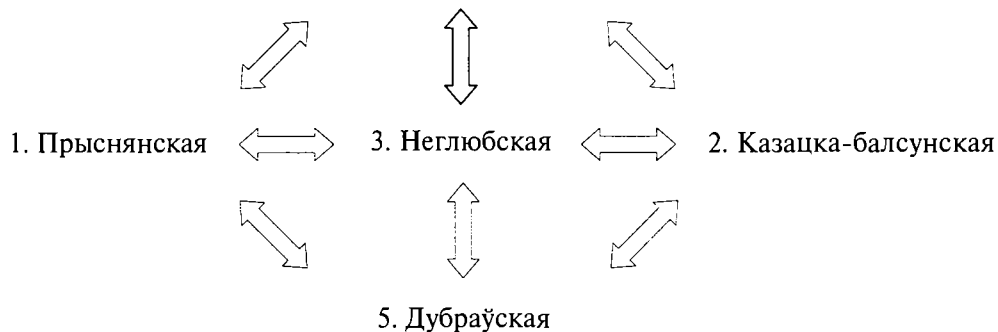 1. Прыснянская 3. Неглюбская 2. Казацка-балсунская
5. Дубраўская